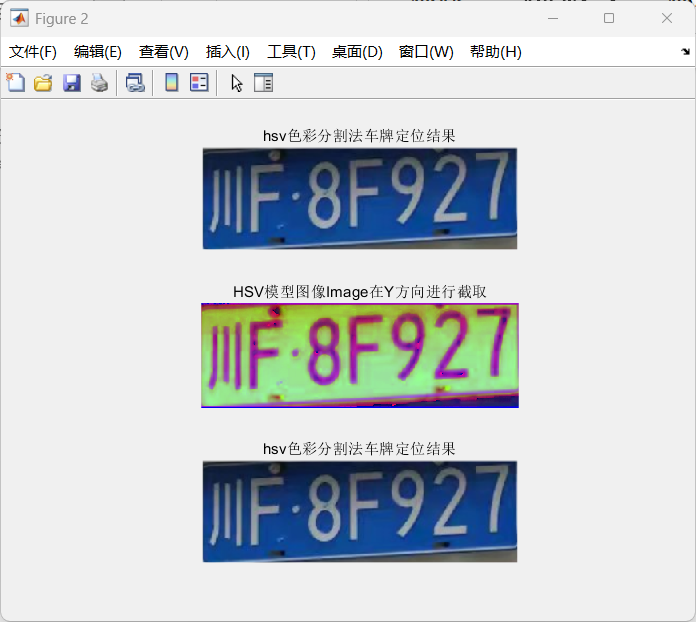 Figure 2
文件(F) 编辑(E) 查看(V) 插入(I) 工具(T) 桌面(D) 窗口(W) 帮助(H)
hsv色彩分割法车牌定位结果
川F·8F927
HSV模型图像Image在Y方向进行截取
川F·8F927
hsv色彩分割法车牌定位结果
川F·8F927